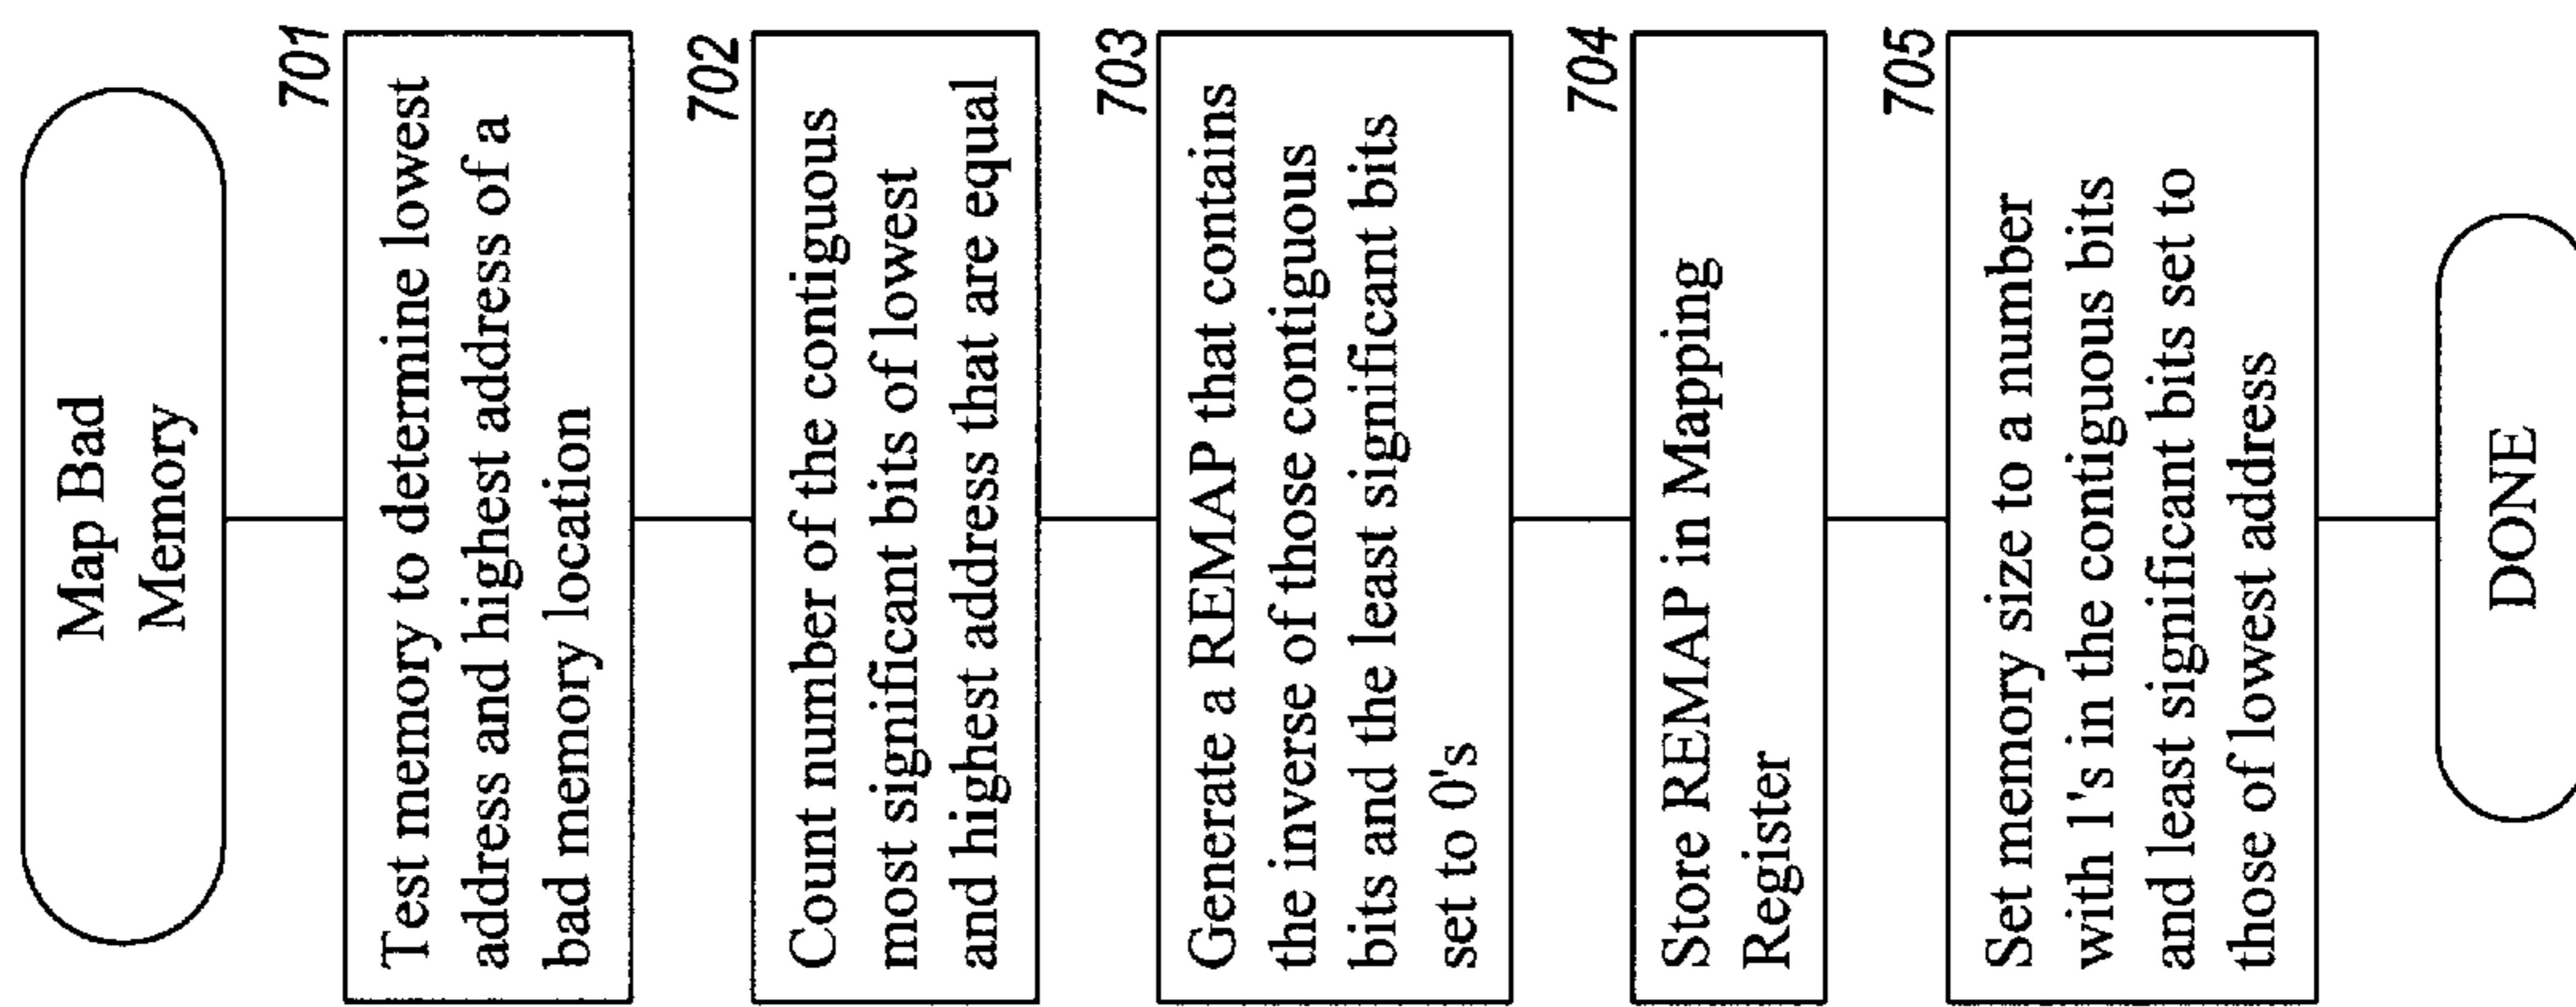 Map Bad
Memory
701
Test memory to determine lowest
address and highest address of a
bad memory location
702
Count number of the contiguous
most significant bits of lowest
and highest address that are equal
703
Generate a REMAP that contains
the inverse of those contiguous
bits and the least significant bits
set to 0's
704
Store REMAP in Mapping
Register
705
Set memory size to a number
with 1's in the contiguous bits
and least significant bits set to
those of lowest address
DONE